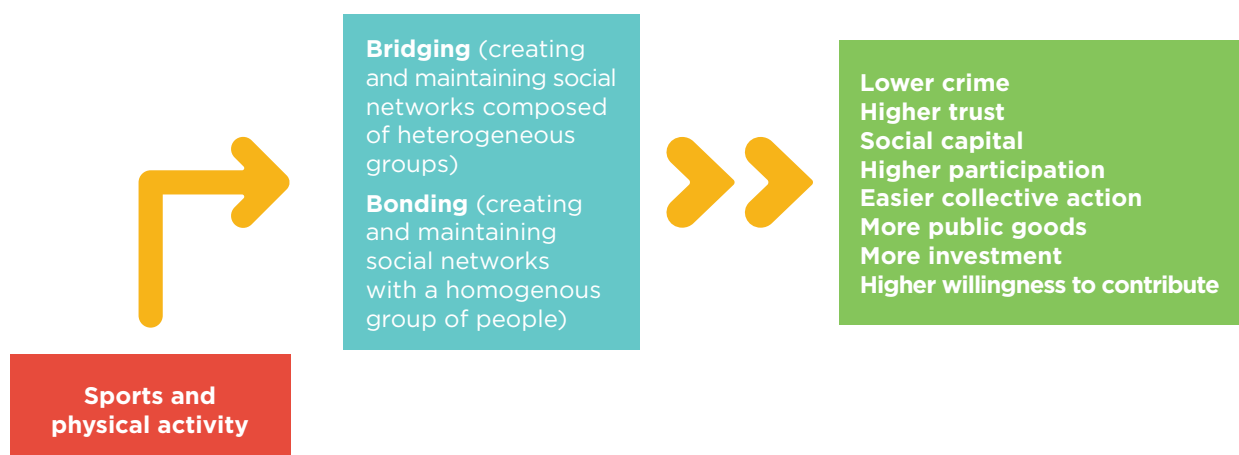 Bridging (creating
and maintaining social
networks composed
of heterogeneous
groups)
Bonding (creating
and maintaining
social networks
with a homogenous
group of people)
Lower crime
Higher trust
Social capital
Higher participation
Easier collective action
More public goods
More investment
Higher willingness to contribute
Sports and
physical activity